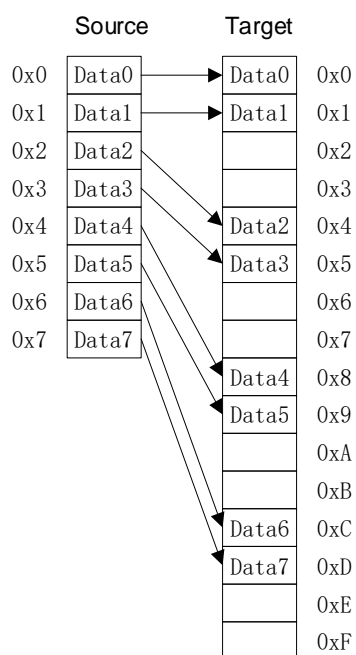 Source Target
0x0 Data0 Data0 0x0
0x1 Data1 Data1 0x1
0x2 Data2 0x2
0x3 Data3 0x3
0x4 Data4 Data2 0x4
0x5 Data5 Data3 0x5
0x6 Data6 0x6
0x7 Data7 0x7
Data4 0x8
Data5 0x9
0xA
0xB
Data6 0xC
Data7 0xD
0xE
0xF